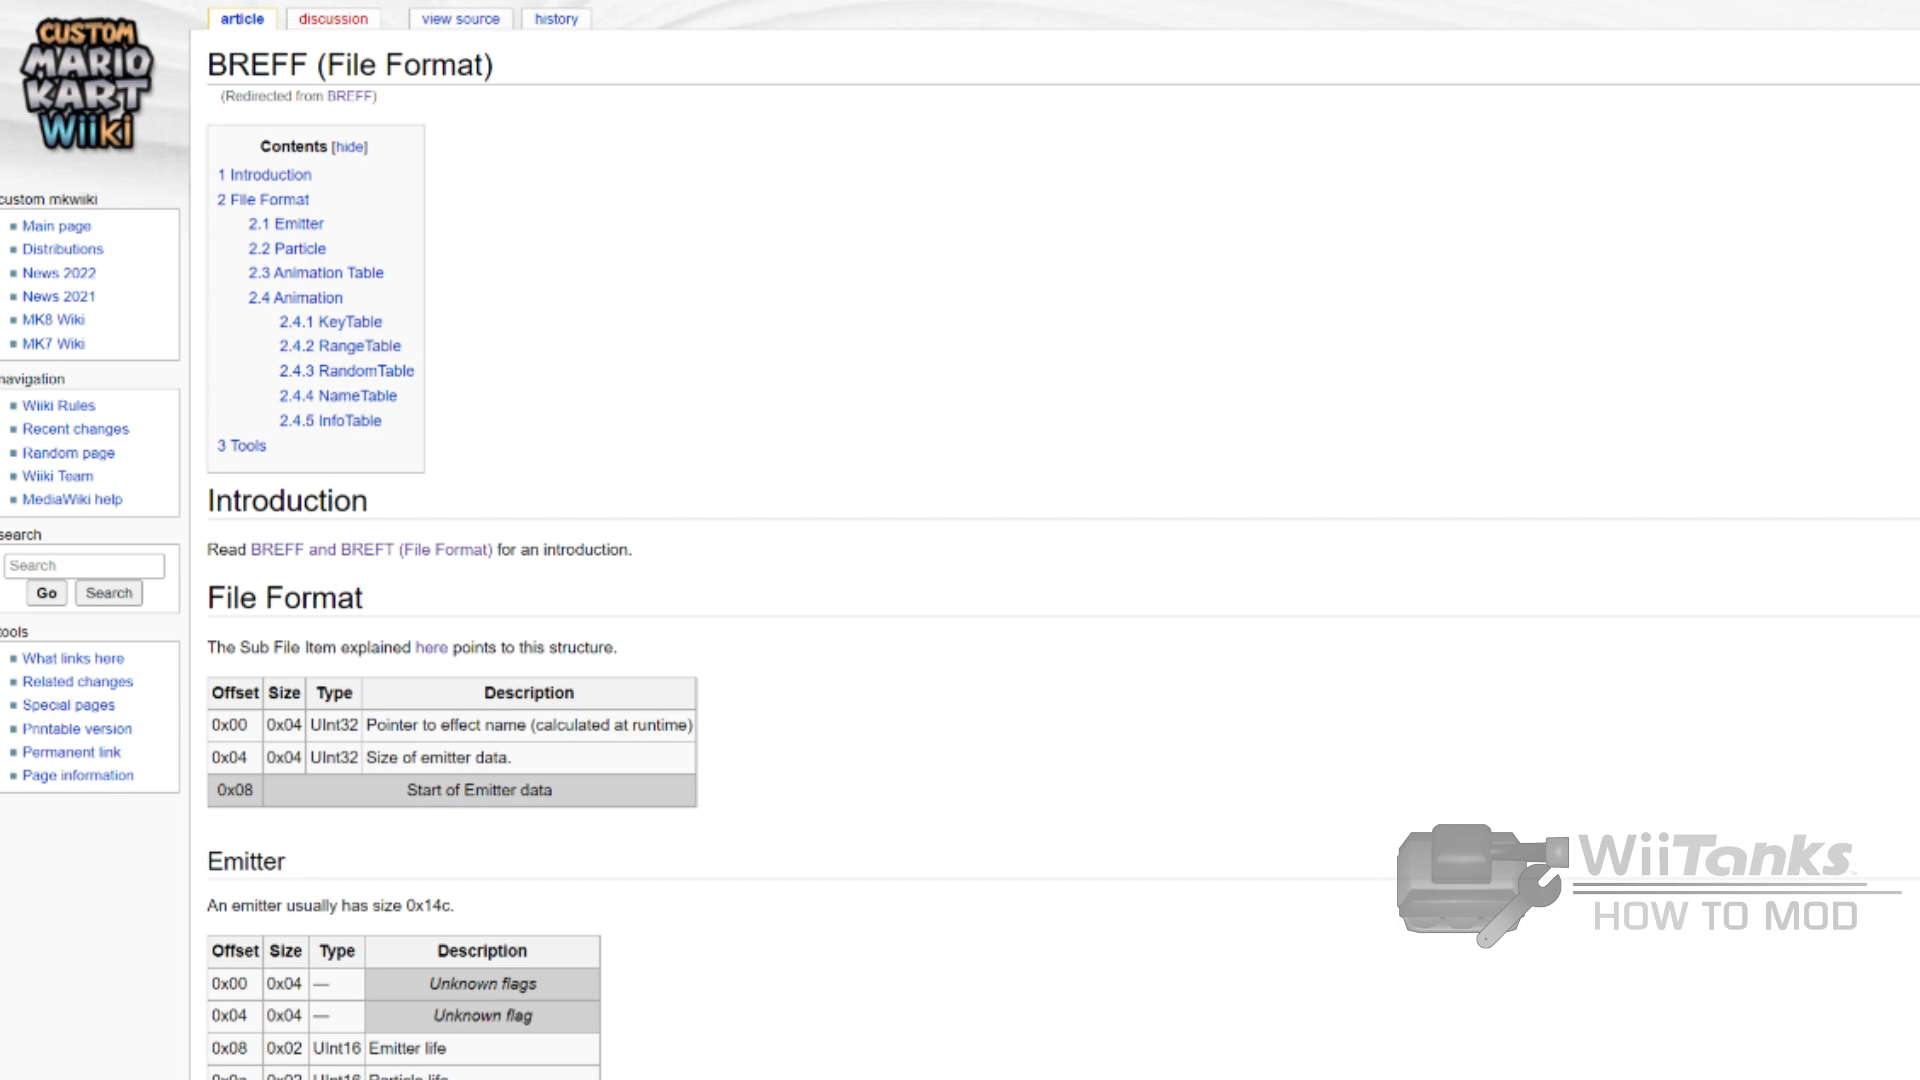 CUSTOM
MARIO
KART
Wiiki
article
discussion
view source
history
BREFF (File Format)
(Redirected from BREFF)
Contents [hide]
1 Introduction
2 File Format
2.1 Emitter
2.2 Particle
2.3 Animation Table
2.4 Animation
2.4.1 KeyTable
2.4.2 RangeTable
2.4.3 RandomTable
2.4.4 NameTable
2.4.5 InfoTable
3 Tools
custom mkwiiki
Main page
Distributions
News 2022
News 2021
MK8 Wiki
MK7 Wiki
navigation
Wiiki Rules
Recent changes
Random page
Wiiki Team
MediaWiki help
search
Search
Go Search
tools
What links here
Related changes
Special pages
Printable version
Permanent link
Page information
Introduction
Read BREFF and BREFT (File Format) for an introduction.
File Format
The Sub File Item explained here points to this structure.
Offset Size Type Description
0x00 0x04 UInt32 Pointer to effect name (calculated at runtime)
0x04 0x04 UInt32 Size of emitter data.
0x08 Start of Emitter data
Emitter
An emitter usually has size 0x14c.
Offset Size Type Description
0x00 0x04 — Unknown flags
0x04 0x04 — Unknown flag
0x08 0x02 UInt16 Emitter life
0x0a 0x02 UInt16 Particle life
WiiTanks
HOW TO MOD